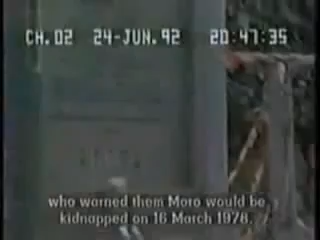 CH.02 24-JUN.92 20:47:35
who warned them Moro would be
kidnapped on 16 March 1978.